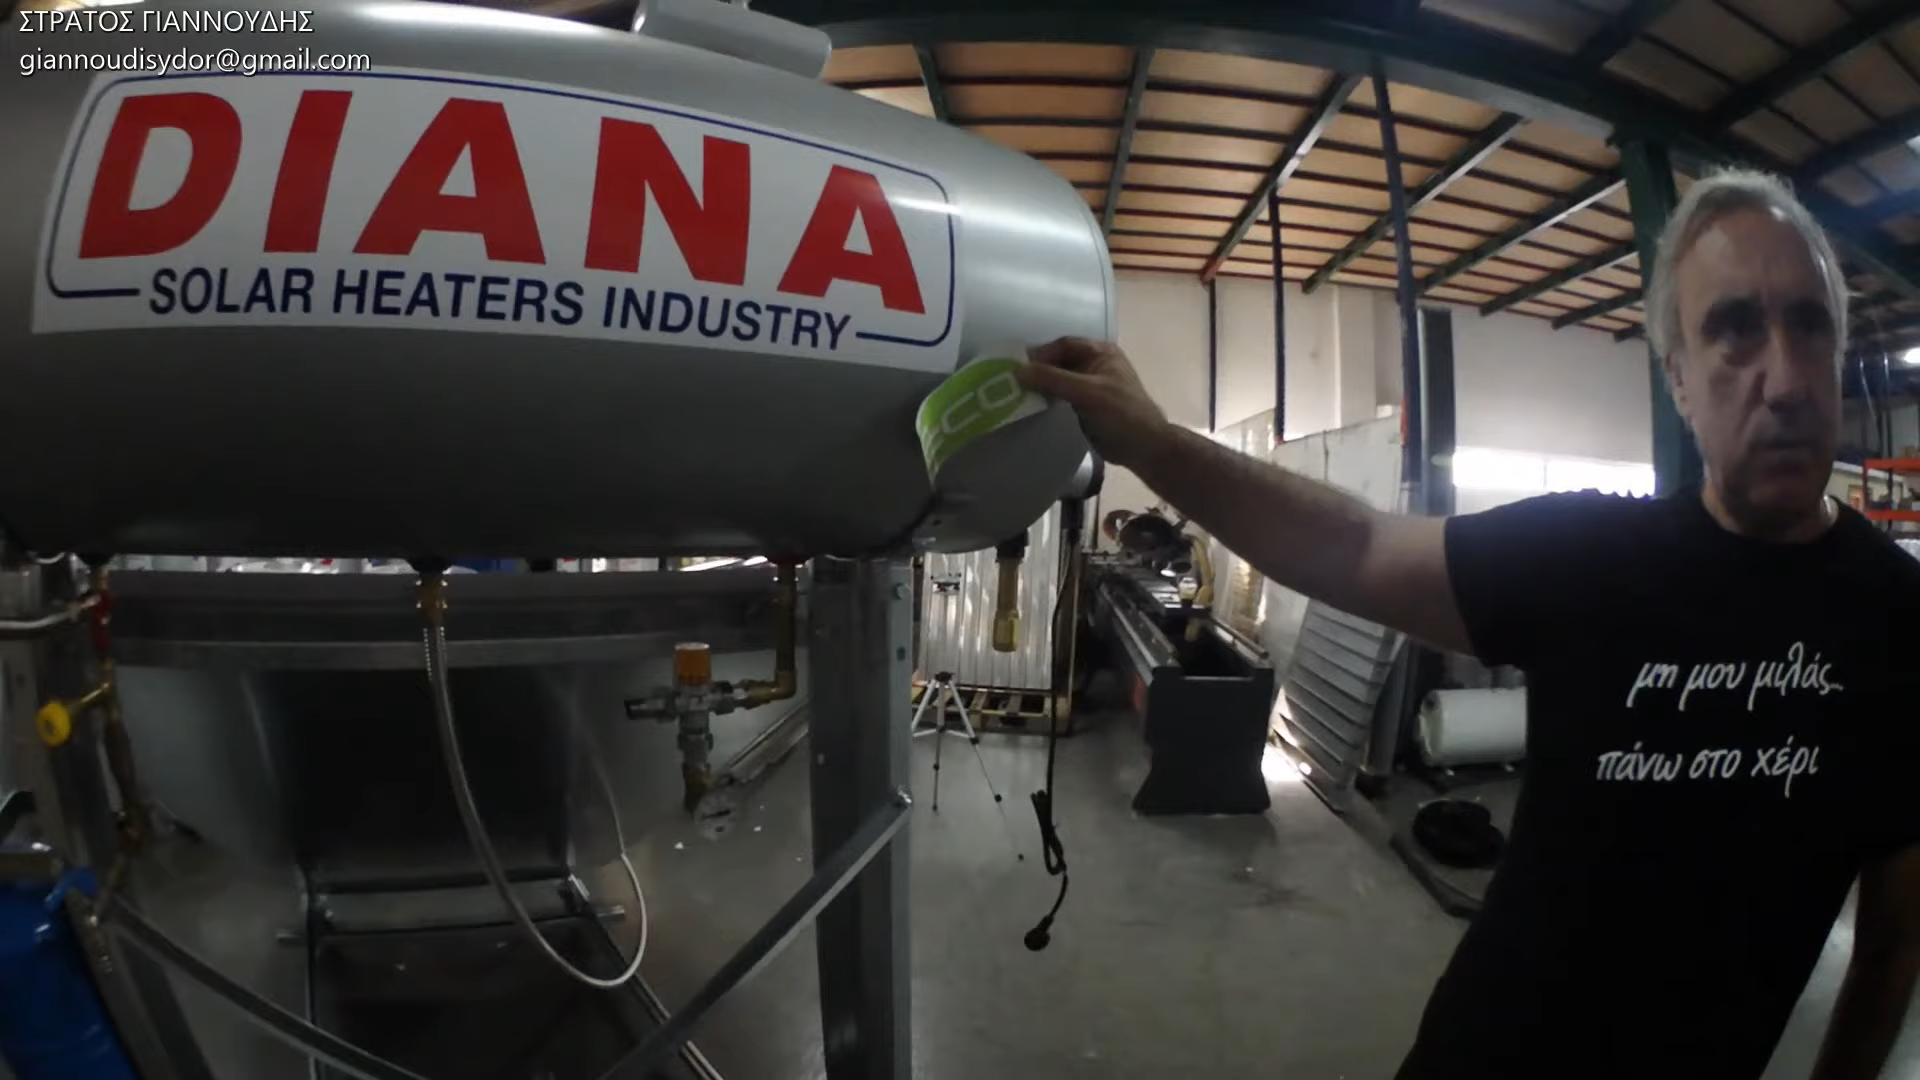 ΣΤΡΑΤΟΣ ΓΙΑΝΝΟΥΔΗΣ
giannoudisydor@gmail.com
DIANA
SOLAR HEATERS INDUSTRY
ECO
μη μου μιλάς...
πάνω στο χέρι